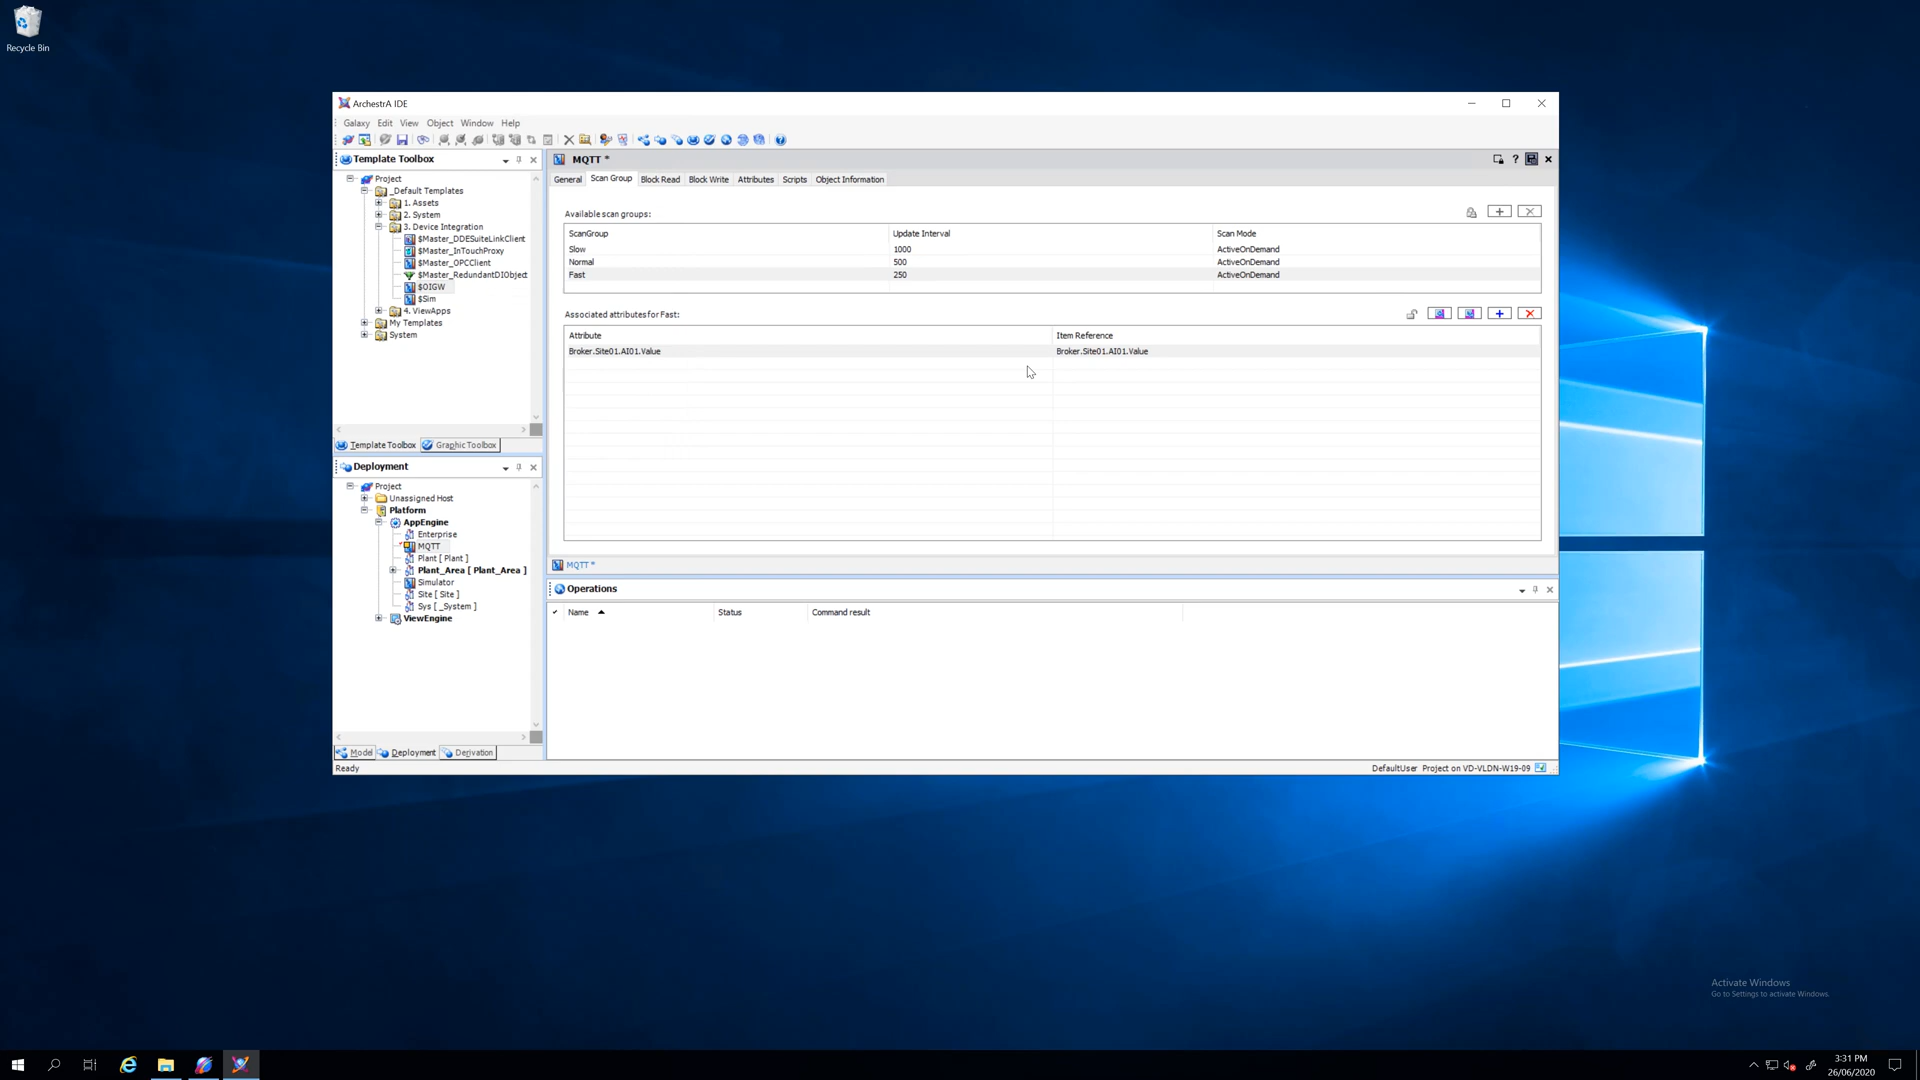 Recycle Bin
ArchestrA IDE
Galaxy Edit View Object Window Help
Template Toolbox
MQTT *
General Scan Group Block Read Block Write Attributes Scripts Object Information
Project
_Default Templates
1. Assets
2. System
3. Device Integration
$Master_DDESuiteLinkClient
$Master_InTouchProxy
$Master_OPCClient
$Master_RedundantDIObject
$OIGW
$Sim
4. ViewApps
My Templates
System
Template Toolbox Graphic Toolbox
Available scan groups:
ScanGroup Update Interval Scan Mode
Slow 1000 ActiveOnDemand
Normal 500 ActiveOnDemand
Fast 250 ActiveOnDemand
Associated attributes for Fast:
Attribute Item Reference
Broker.Site01.AI01.Value Broker.Site01.AI01.Value
MQTT *
Deployment
Project
Unassigned Host
Platform
AppEngine
Enterprise
MQTT
Plant [ Plant ]
Plant_Area [ Plant_Area ]
Simulator
Site [ Site ]
Sys [ _System ]
ViewEngine
Model Deployment Derivation
Operations
Name Status Command result
Ready
DefaultUser Project on VD-VLDN-W19-09
Activate Windows
Go to Settings to activate Windows.
3:31 PM
26/06/2020